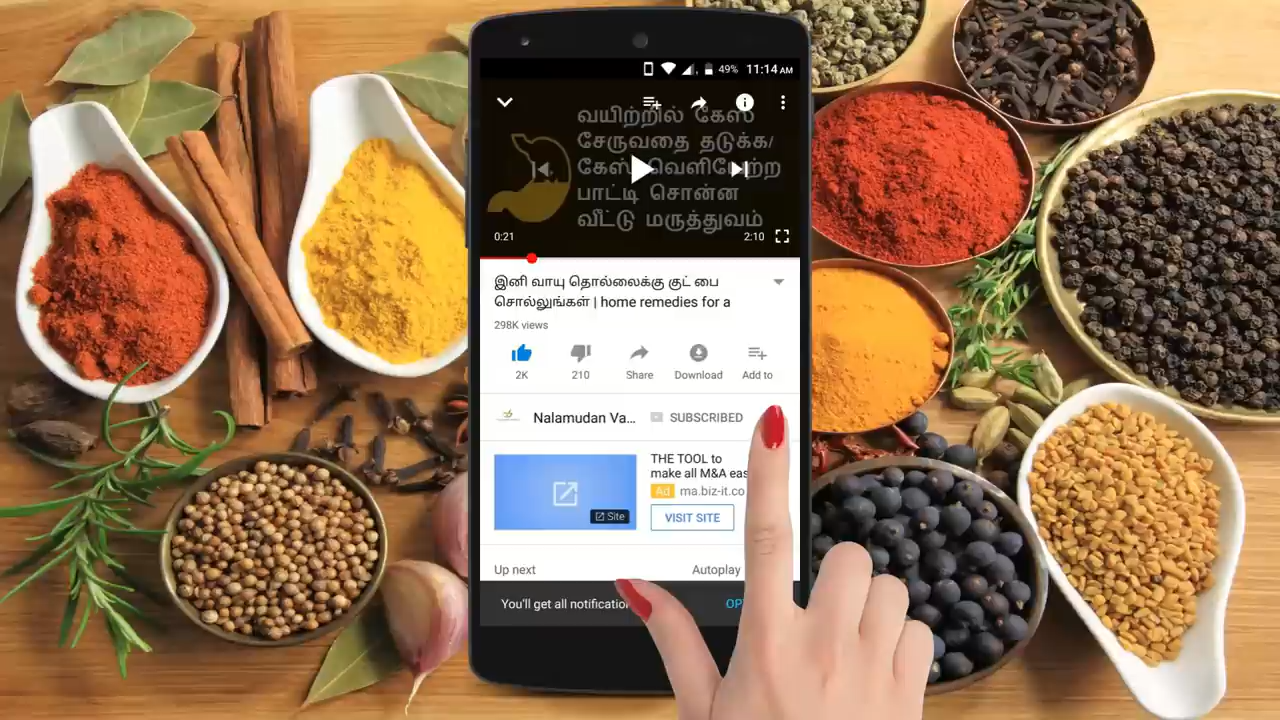 49% 11:14 AM
வயிற்றில் கேஸ்
சேருவதை தடுக்க/
கேஸ் வெளியேற்ற
பாட்டி சொன்ன
வீட்டு மருத்துவம்
0:21 2:10
இனி வாயு தொல்லைக்கு குட் பை
சொல்லுங்கள் | home remedies for a
298K views
2K 210 Share Download Add to
Nalamudan Va... SUBSCRIBED
THE TOOL to
make all M&A eas
Ad ma.biz-it.co
Site
VISIT SITE
Up next Autoplay
You'll get all notification OP